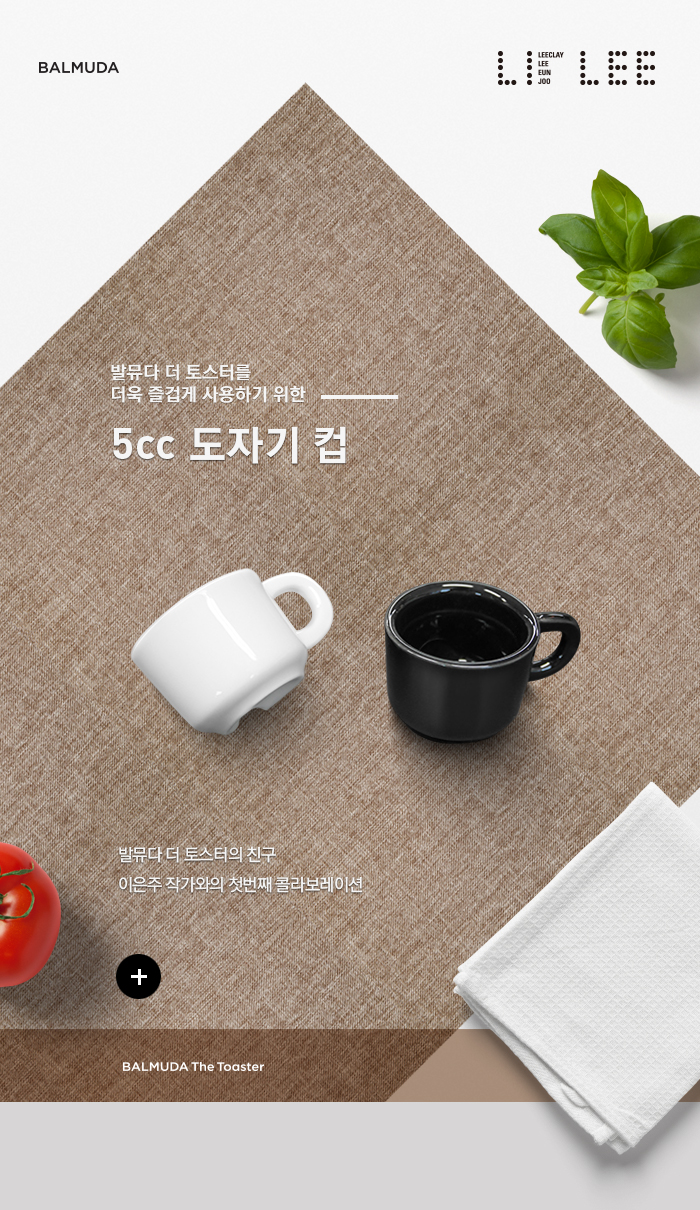 BALMUDA
LI LEE
LEECLAY
LEE
EUN
JOO
발뮤다 더 토스터를
더욱 즐겁게 사용하기 위한
5cc 도자기 컵
발뮤다 더 토스터의 친구
이은주 작가와의 첫번째 콜라보레이션
BALMUDA The Toaster